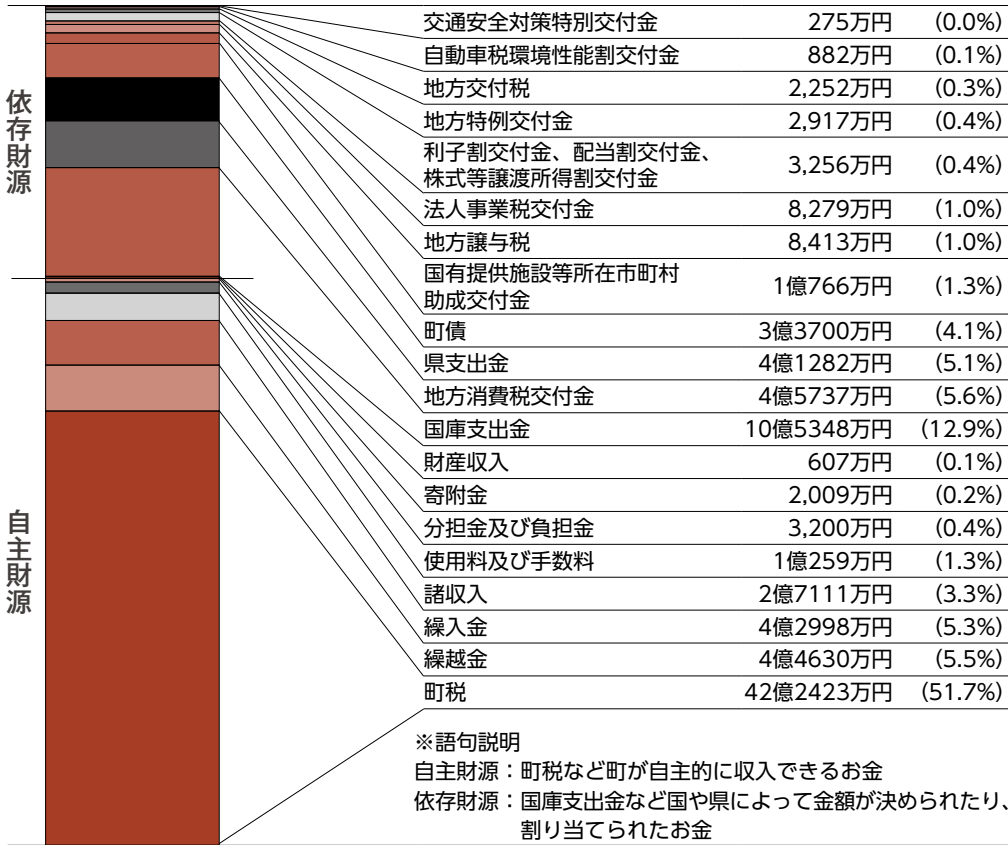 依存財源
自主財源
交通安全対策特別交付金 275万円 (0.0%)
自動車税環境性能割交付金 882万円 (0.1%)
地方交付税 2,252万円 (0.3%)
地方特例交付金 2,917万円 (0.4%)
利子割交付金、配当割交付金、
株式等譲渡所得割交付金 3,256万円 (0.4%)
法人事業税交付金 8,279万円 (1.0%)
地方譲与税 8,413万円 (1.0%)
国有提供施設等所在市町村
助成交付金 1億766万円 (1.3%)
町債 3億3700万円 (4.1%)
県支出金 4億1282万円 (5.1%)
地方消費税交付金 4億5737万円 (5.6%)
国庫支出金 10億5348万円 (12.9%)
財産収入 607万円 (0.1%)
寄附金 2,009万円 (0.2%)
分担金及び負担金 3,200万円 (0.4%)
使用料及び手数料 1億259万円 (1.3%)
諸収入 2億7111万円 (3.3%)
繰入金 4億2998万円 (5.3%)
繰越金 4億4630万円 (5.5%)
町税 42億2423万円 (51.7%)
※語句説明
自主財源：町税など町が自主的に収入できるお金
依存財源：国庫支出金など国や県によって金額が決められたり、
割り当てられたお金